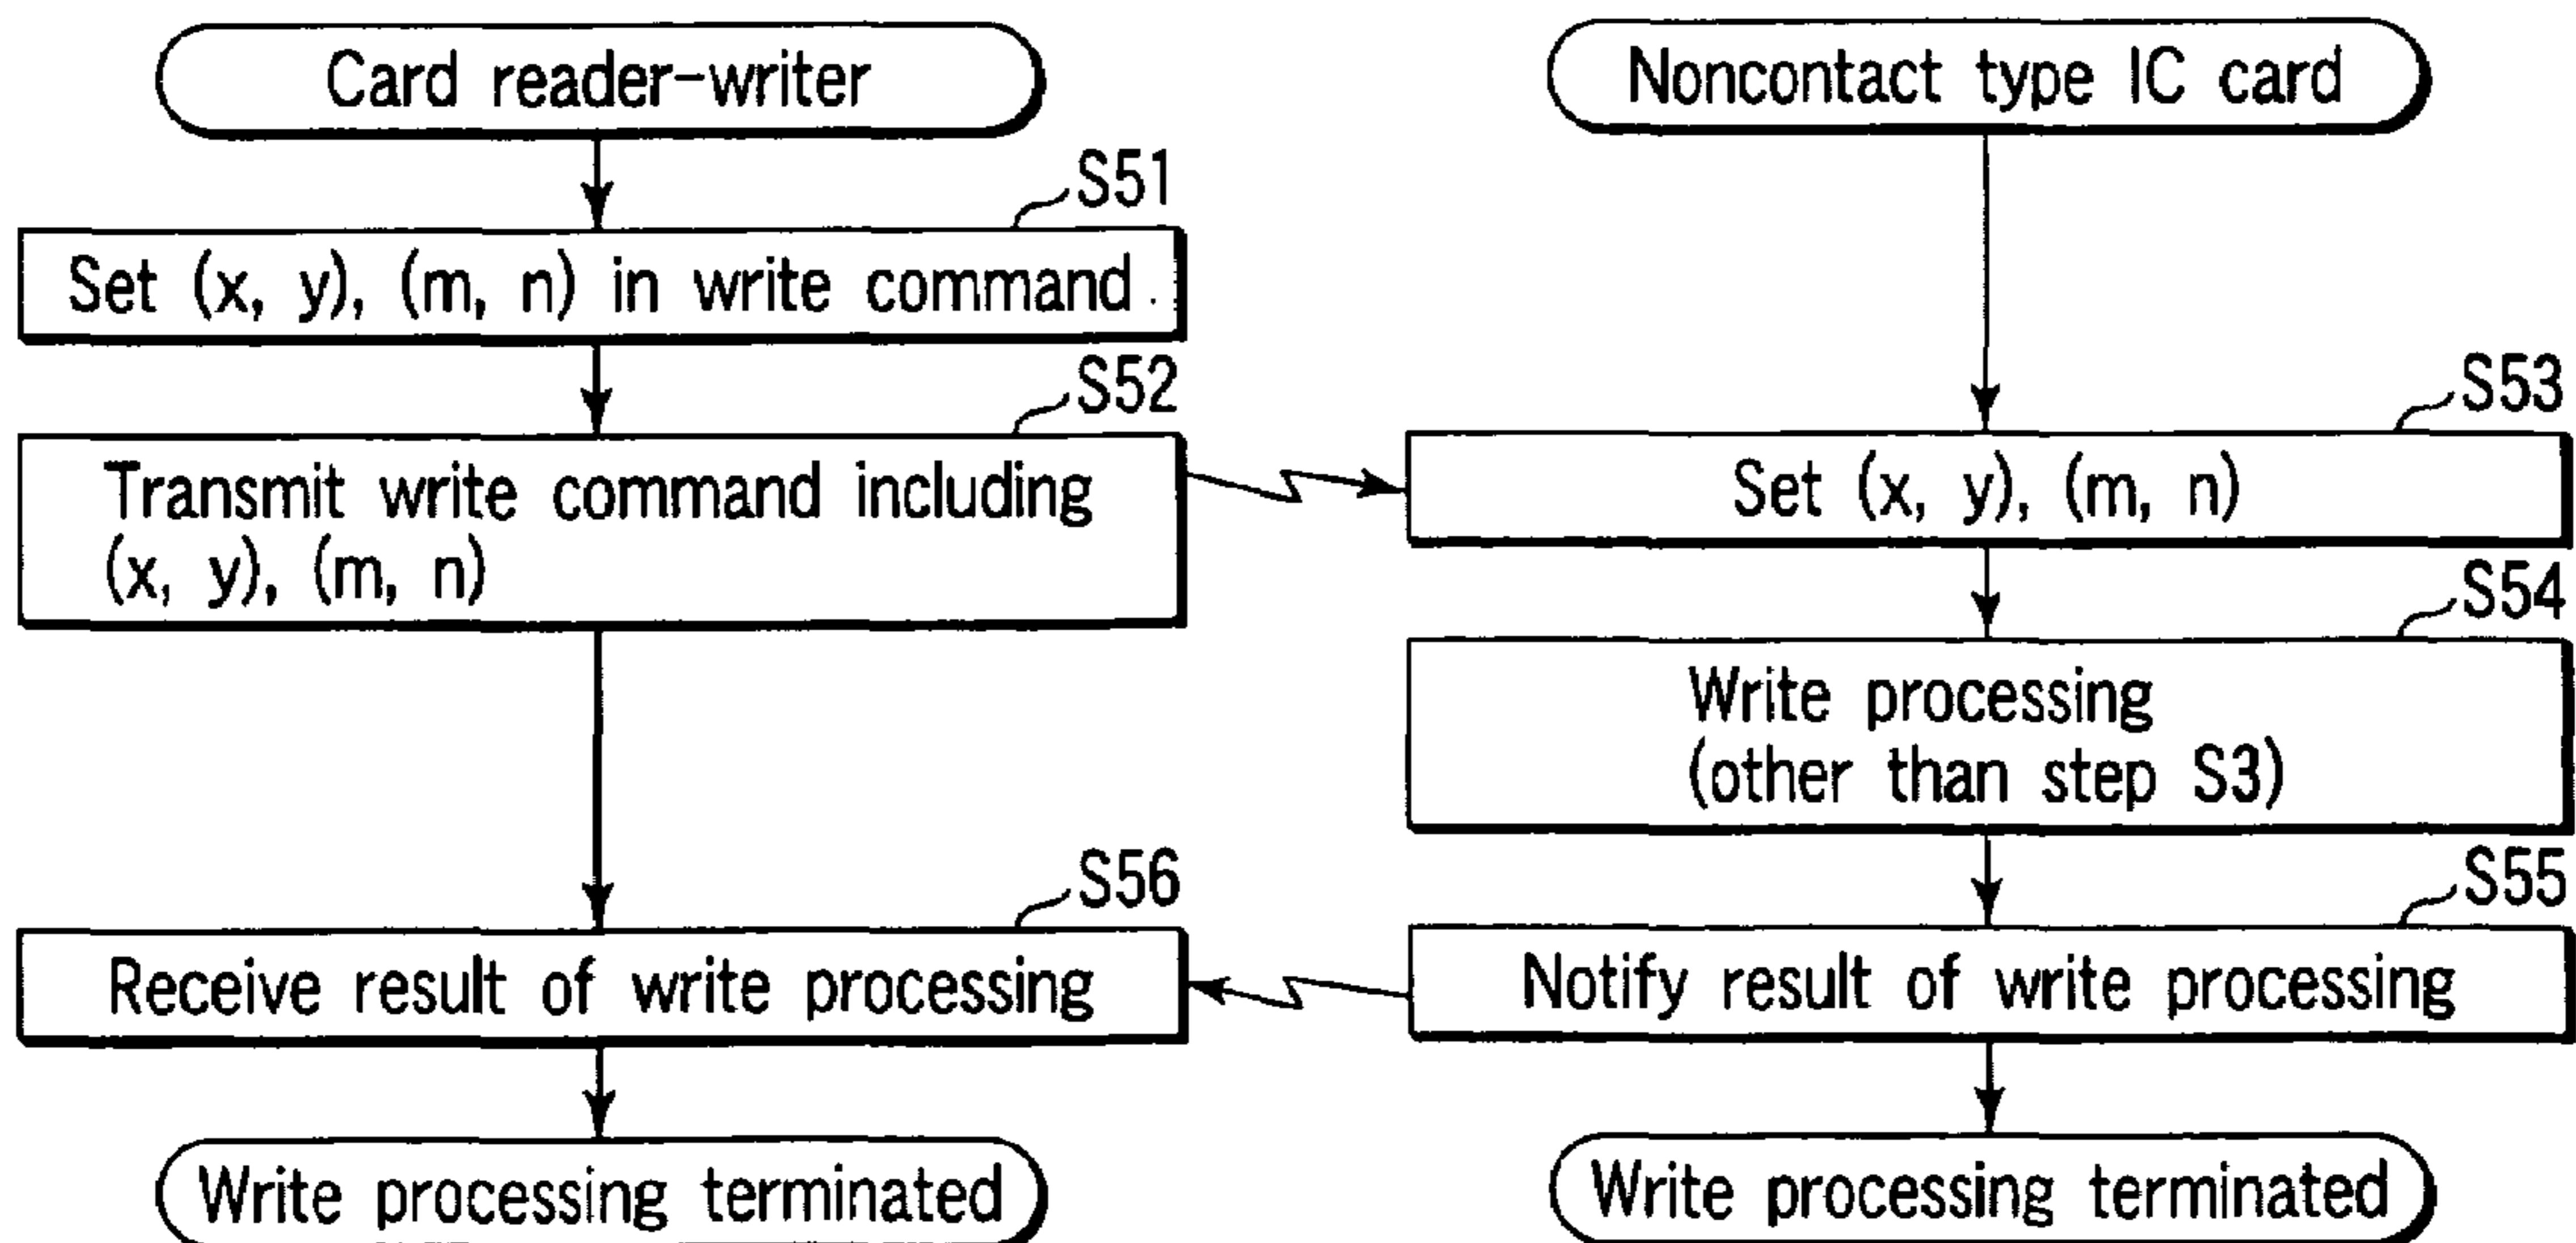 Card reader-writer
Noncontact type IC card
S51
Set (x, y), (m, n) in write command
S52
Transmit write command including
(x, y), (m, n)
S53
Set (x, y), (m, n)
S54
Write processing
(other than step S3)
S56
Receive result of write processing
S55
Notify result of write processing
Write processing terminated
Write processing terminated